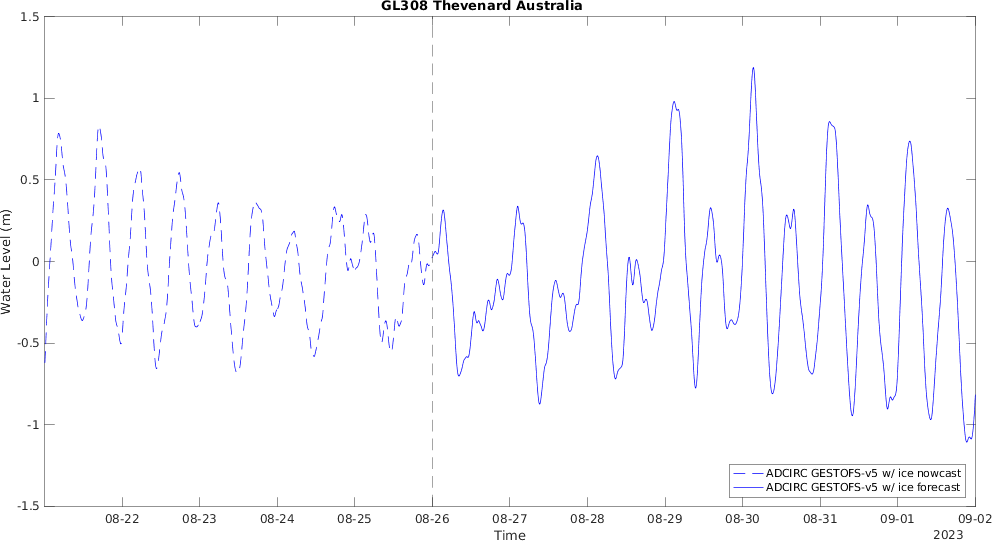 GL308 Thevenard Australia
1.5
1
0.5
0
-0.5
-1
-1.5
Water Level (m)
08-22 08-23 08-24 08-25 08-26 08-27 08-28 08-29 08-30 08-31 09-01 09-02
Time
2023
ADCIRC GESTOFS-v5 w/ ice nowcast
ADCIRC GESTOFS-v5 w/ ice forecast